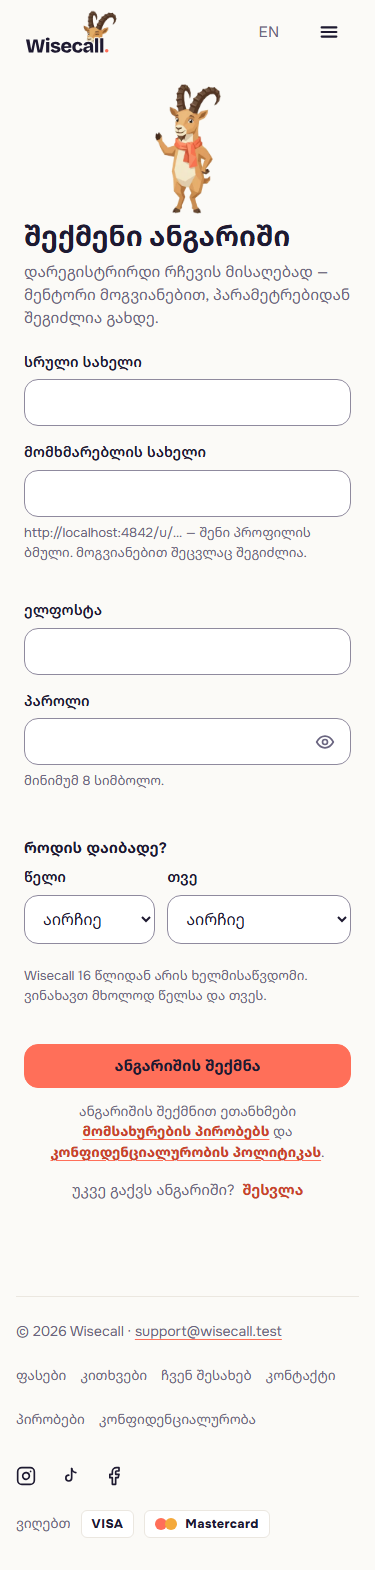 Wisecall.
EN
შექმენი ანგარიში
დარეგისტრირდი რჩევის მისაღებად —
მენტორი მოგვიანებით, პარამეტრებიდან
შეგიძლია გახდე.
სრული სახელი
მომხმარებლის სახელი
http://localhost:4842/u/... — შენი პროფილის
ბმული. მოგვიანებით შეცვლაც შეგიძლია.
ელფოსტა
პაროლი
მინიმუმ 8 სიმბოლო.
როდის დაიბადე?
წელი
თვე
აირჩიე
აირჩიე
Wisecall 16 წლიდან არის ხელმისაწვდომი.
ვინახავთ მხოლოდ წელსა და თვეს.
ანგარიშის შექმნა
ანგარიშის შექმნით ეთანხმები
მომსახურების პირობებს და
კონფიდენციალურობის პოლიტიკას.
უკვე გაქვს ანგარიში? შესვლა
© 2026 Wisecall · support@wisecall.test
ფასები კითხვები ჩვენ შესახებ კონტაქტი
პირობები კონფიდენციალურობა
ვიღებთ VISA Mastercard